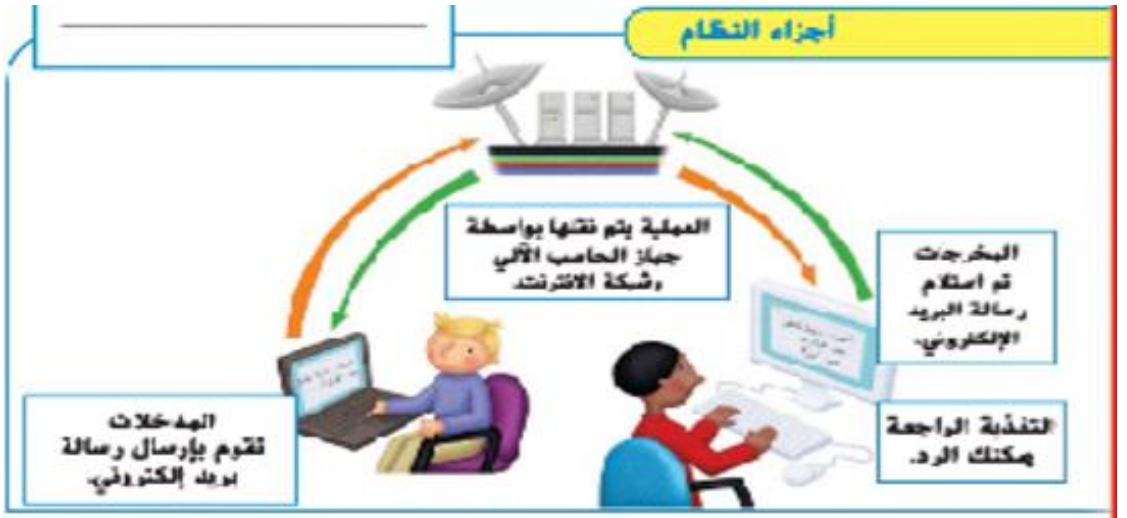 أجزاء النظام
العملية يتم نقلها بواسطة
جهاز الحاسب الآلي
وشبكة الانترنت.
المخرجات
تم استلام
رسالة البريد
الإلكتروني.
التغذية الراجعة
يمكنك الرد.
المدخلات
تقوم بإرسال رسالة
بريد إلكتروني.